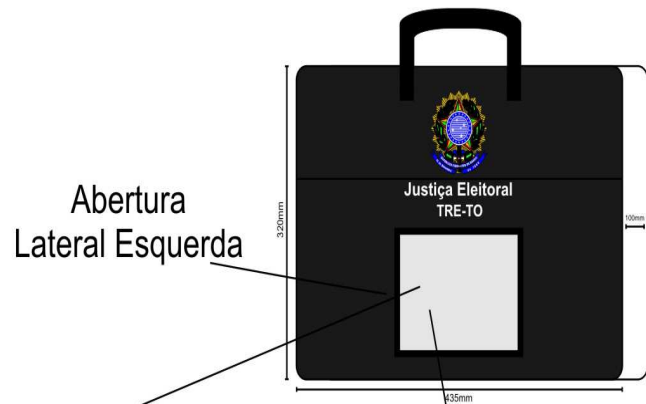 Justiça Eleitoral
TRE-TO
Abertura
Lateral Esquerda
320mm
100mm
435mm